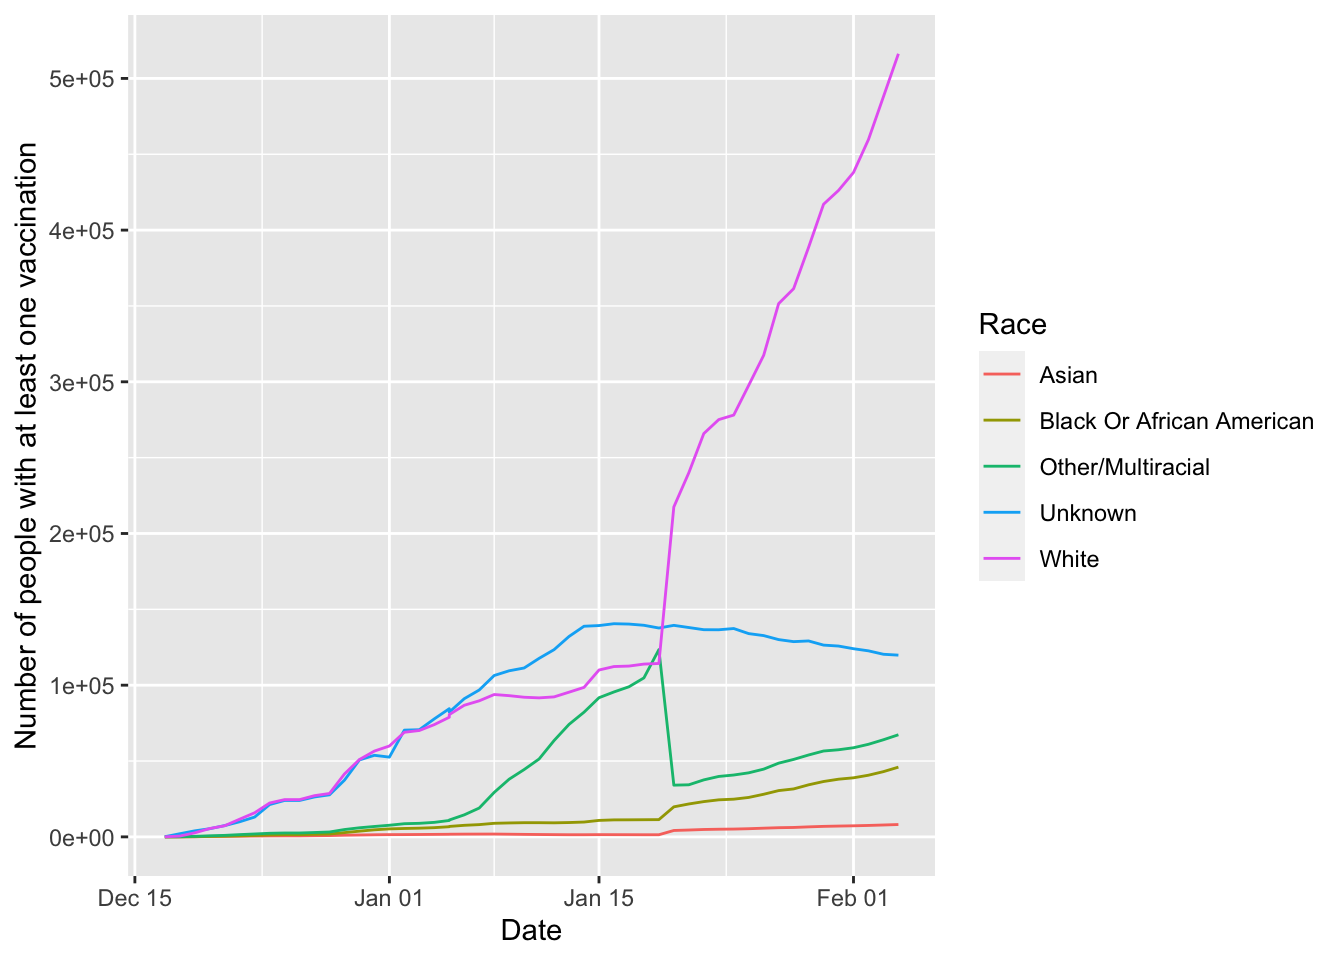 Number of people with at least one vaccination
5e+05
4e+05
3e+05
2e+05
1e+05
0e+00
Dec 15
Jan 01
Jan 15
Feb 01
Date
Race
Asian
Black Or African American
Other/Multiracial
Unknown
White